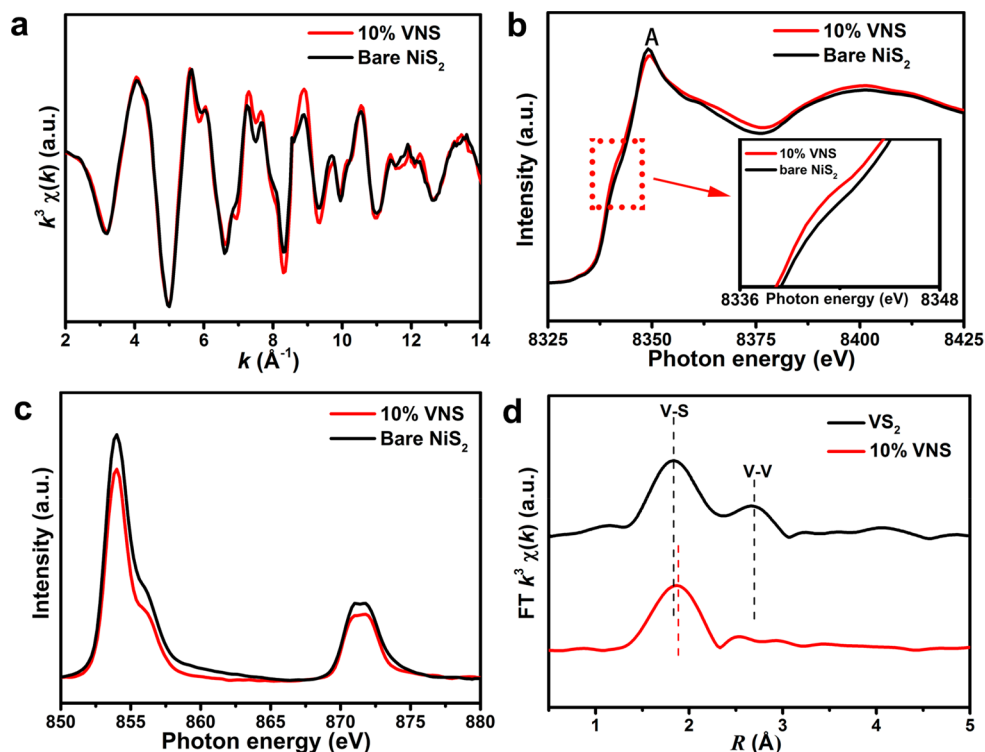 a
10% VNS
Bare NiS₂
k³ χ(k) (a.u.)
2 4 6 8 10 12 14
k (Å⁻¹)
b
A
10% VNS
Bare NiS₂
Intensity (a.u.)
10% VNS
bare NiS₂
8336 Photon energy (eV) 8348
8325 8350 8375 8400 8425
Photon energy (eV)
c
10% VNS
Bare NiS₂
Intensity (a.u.)
850 855 860 865 870 875 880
Photon energy (eV)
d
V-S
VS₂
10% VNS
V-V
FT k³ χ(k) (a.u.)
1 2 3 4 5
R (Å)